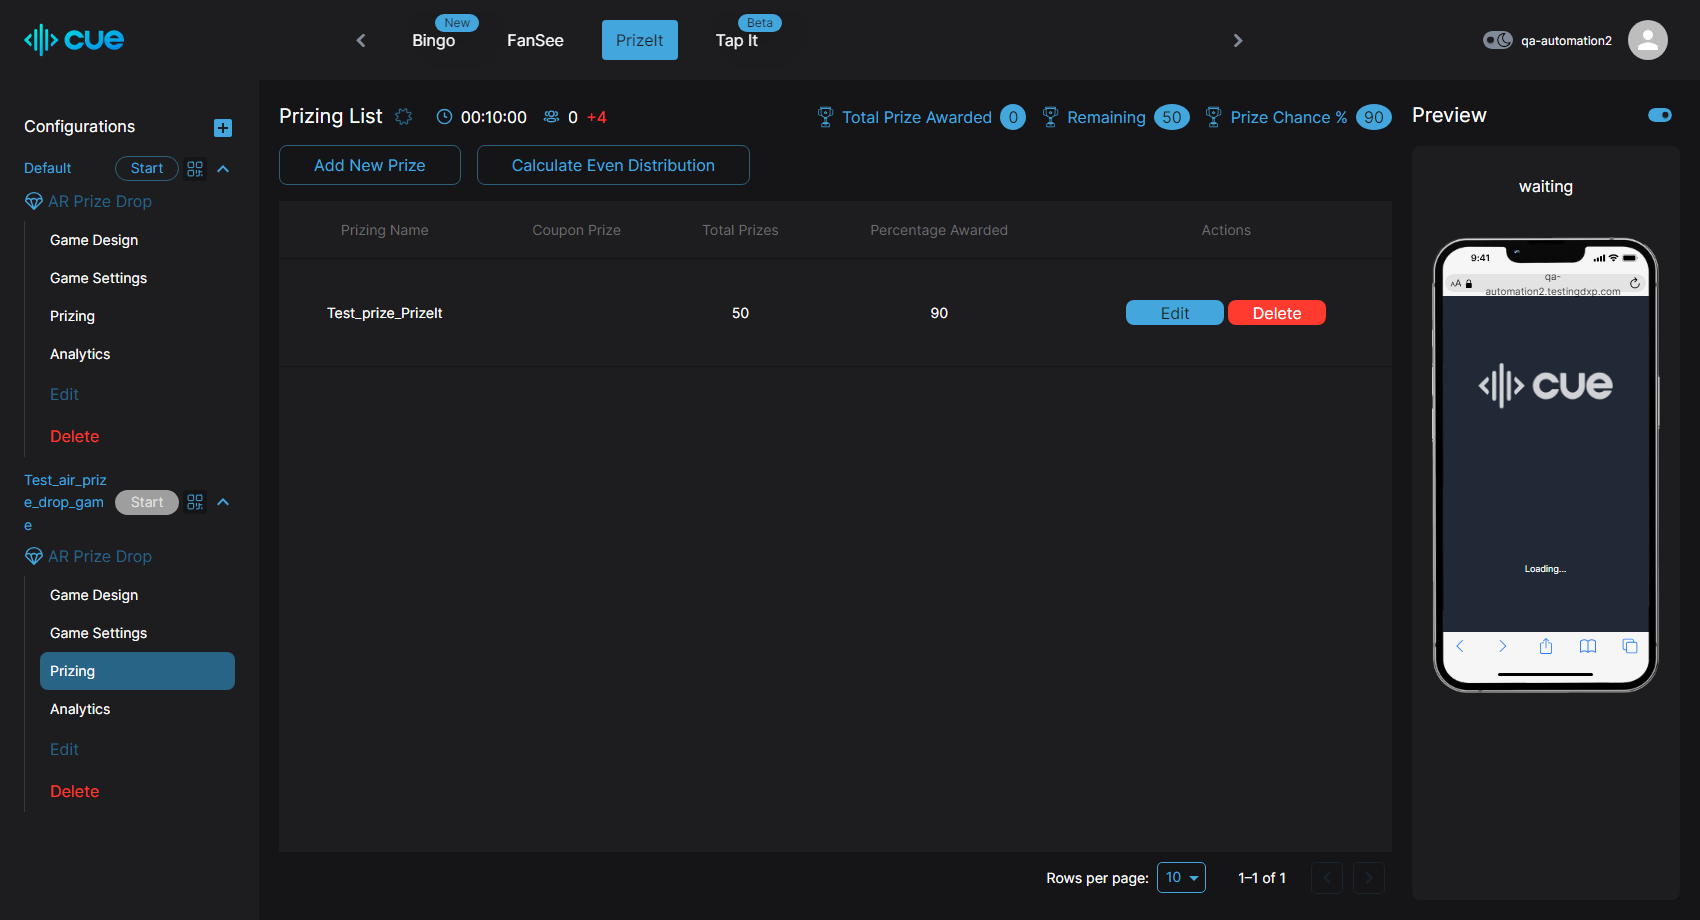 cue
New
Bingo
FanSee
PrizeIt
Beta
Tap It
qa-automation2
Configurations
Default
Start
AR Prize Drop
Game Design
Game Settings
Prizing
Analytics
Edit
Delete
Test_air_priz
e_drop_gam
e
Start
AR Prize Drop
Game Design
Game Settings
Prizing
Analytics
Edit
Delete
Prizing List
00:10:00
0 +4
Total Prize Awarded 0
Remaining 50
Prize Chance % 90
Add New Prize
Calculate Even Distribution
Prizing Name
Coupon Prize
Total Prizes
Percentage Awarded
Actions
Test_prize_PrizeIt
50
90
Edit
Delete
Rows per page: 10
1–1 of 1
Preview
waiting
9:41
AA
qa-
automation2.testingdxp.com
cue
Loading...